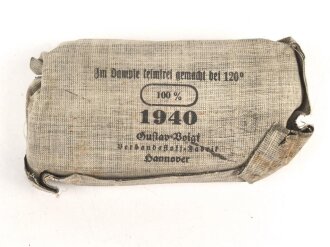 Im Dampfe keimfrei gemacht bei 120°
100 %
1940
Gustav Voigt
Verbandstoff-Fabrik
Hannover